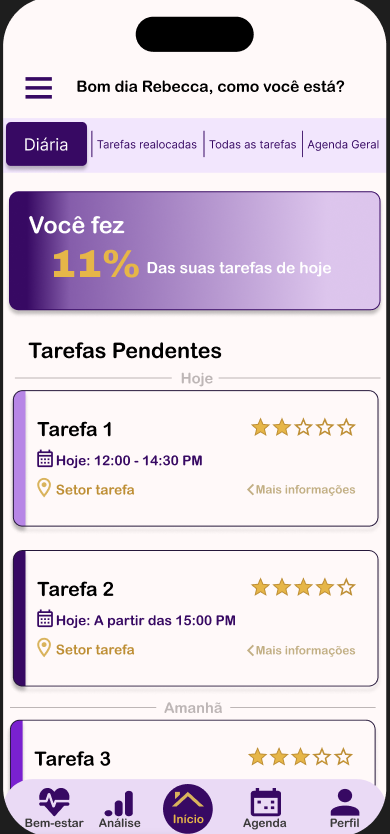 Bom dia Rebecca, como você está?
Diária
Tarefas realocadas
Todas as tarefas
Agenda Geral
Você fez
11% Das suas tarefas de hoje
Tarefas Pendentes
Hoje
Tarefa 1
Hoje: 12:00 - 14:30 PM
Setor tarefa
Mais informações
Tarefa 2
Hoje: A partir das 15:00 PM
Setor tarefa
Mais informações
Amanhã
Tarefa 3
Bem-estar
Análise
Início
Agenda
Perfil